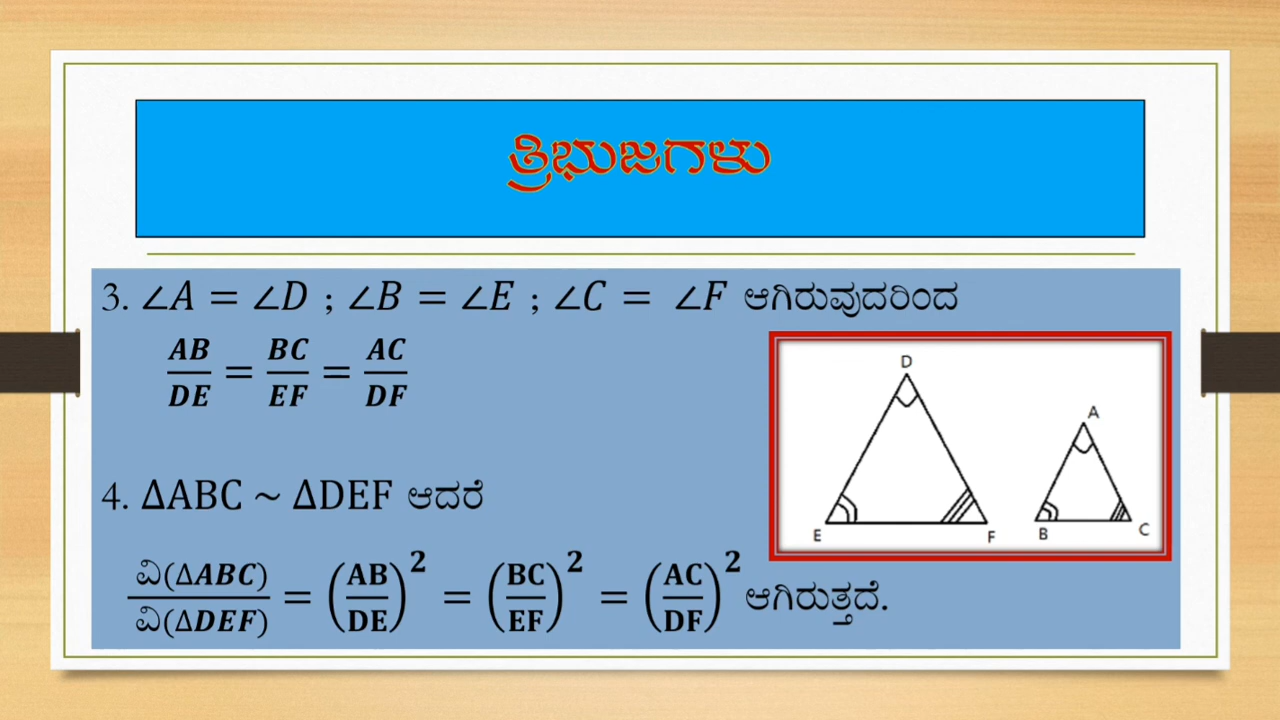 ತ್ರಿಭುಜಗಳು
3. ∠A = ∠D ; ∠B = ∠E ; ∠C = ∠F ಆಗಿರುವುದರಿಂದ
AB/DE = BC/EF = AC/DF
4. ΔABC ~ ΔDEF ಆದರೆ
ವಿ(ΔABC)/ವಿ(ΔDEF) = (AB/DE)² = (BC/EF)² = (AC/DF)² ಆಗಿರುತ್ತದೆ.
D
A
E F B C